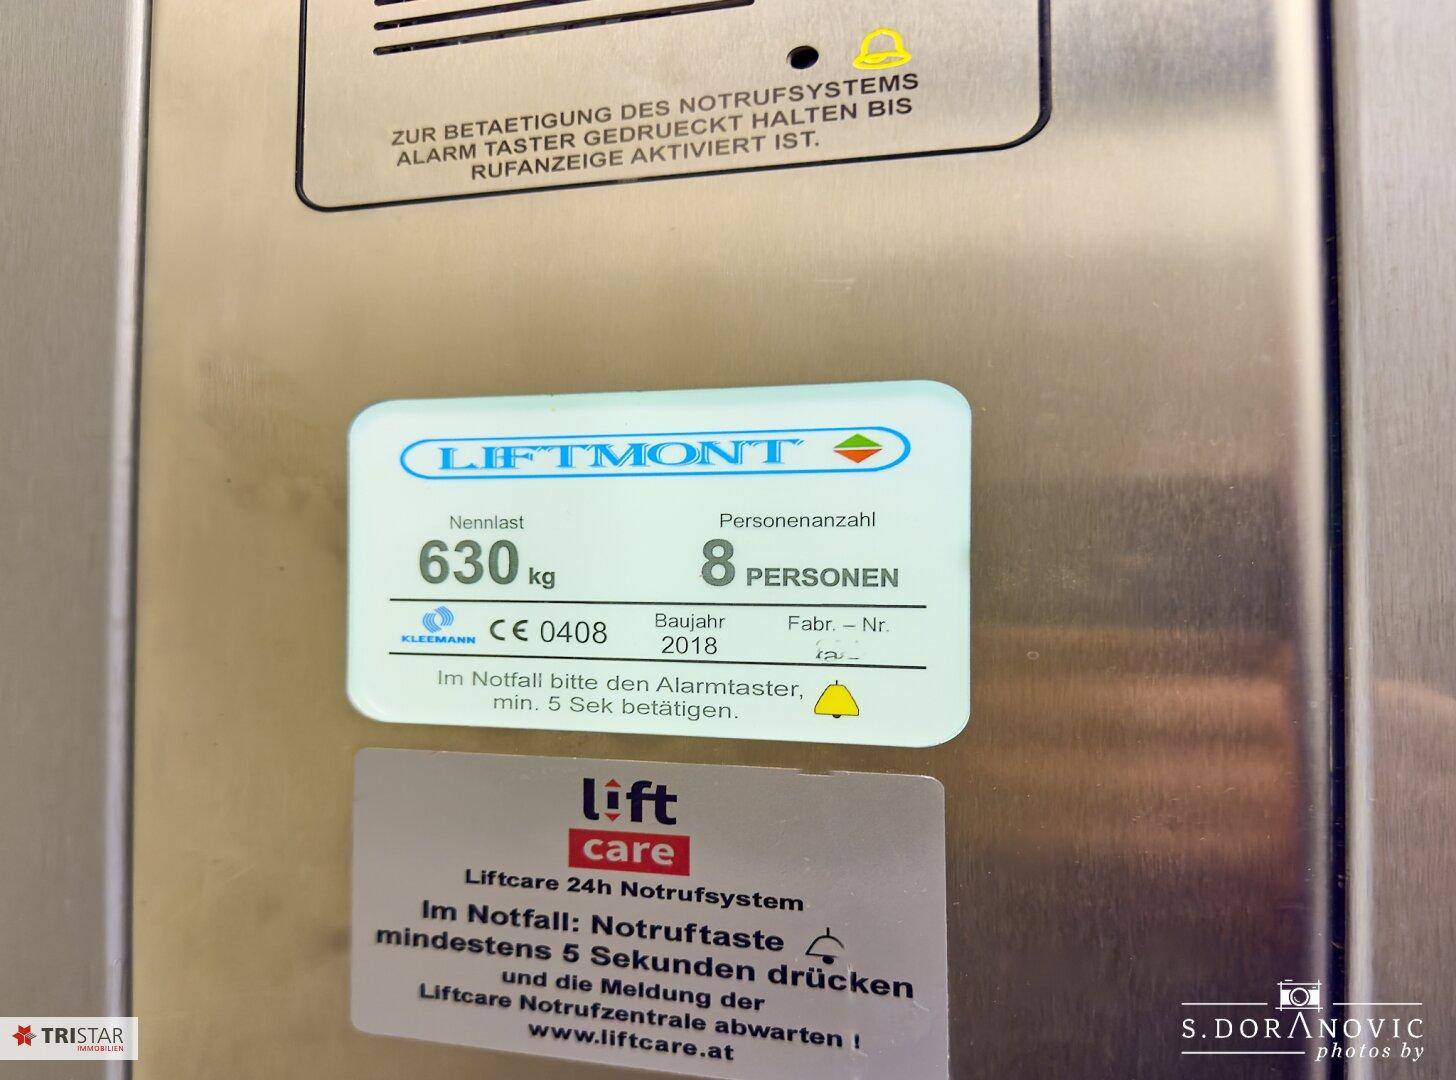 ZUR BETAETIGUNG DES NOTRUFSYSTEMS
ALARM TASTER GEDRUECKT HALTEN BIS
RUFANZEIGE AKTIVIERT IST.
LIFTMONT
Nennlast
630 kg
Personenanzahl
8 PERSONEN
KLEEMANN
CE 0408
Baujahr
2018
Fabr. – Nr.
Im Notfall bitte den Alarmtaster,
min. 5 Sek betätigen.
lift
care
Liftcare 24h Notrufsystem
Im Notfall: Notruftaste
mindestens 5 Sekunden drücken
und die Meldung der
Liftcare Notrufzentrale abwarten !
www.liftcare.at
TRISTAR
IMMOBILIEN
S.DORANOVIC
photos by